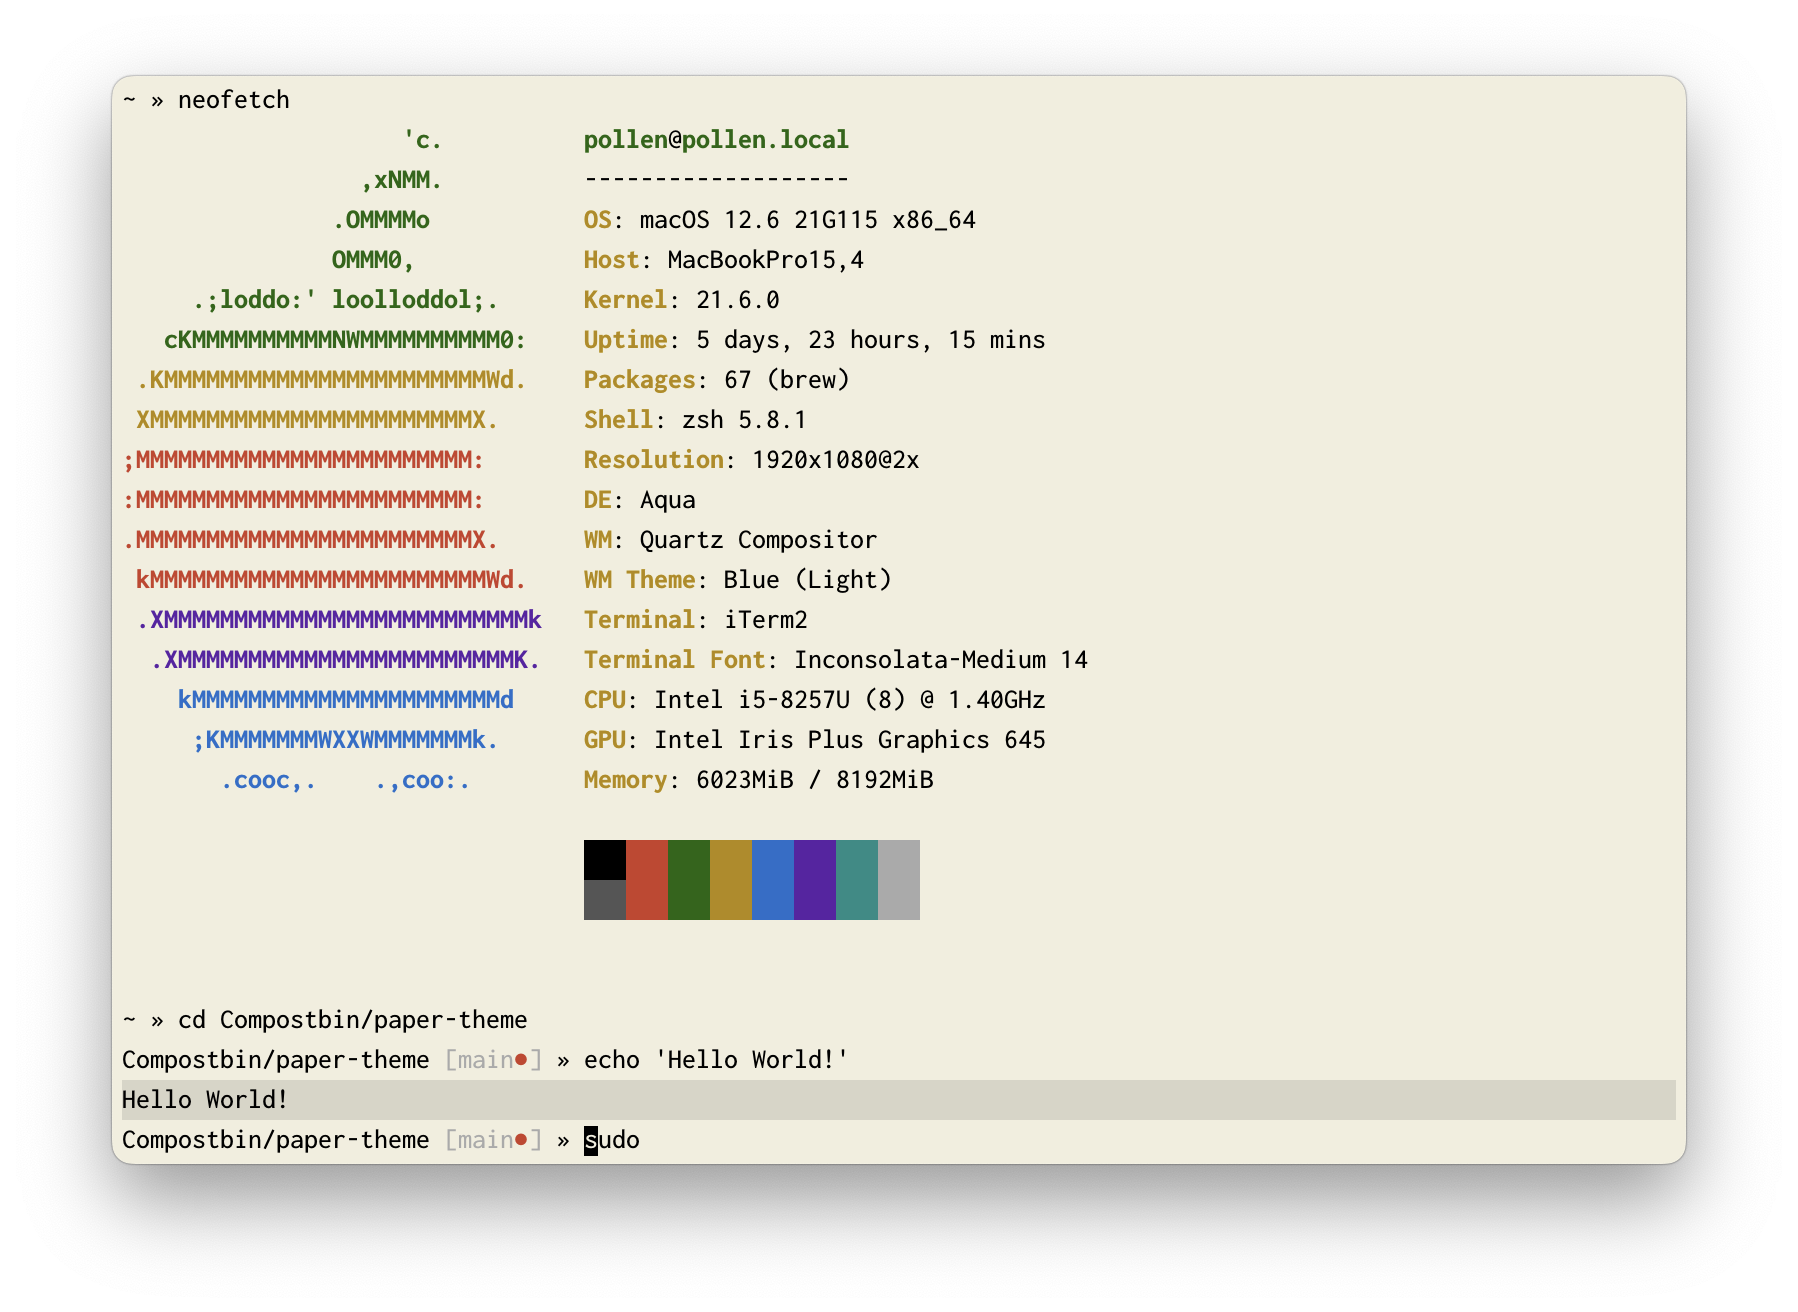 ~ » neofetch
                    'c.          pollen@pollen.local
                 ,xNMM.          -------------------
               .OMMMMo           OS: macOS 12.6 21G115 x86_64
               OMMM0,            Host: MacBookPro15,4
     .;loddo:' loolloddol;.      Kernel: 21.6.0
   cKMMMMMMMMMMNWMMMMMMMMMM0:    Uptime: 5 days, 23 hours, 15 mins
 .KMMMMMMMMMMMMMMMMMMMMMMMWd.    Packages: 67 (brew)
 XMMMMMMMMMMMMMMMMMMMMMMMX.      Shell: zsh 5.8.1
;MMMMMMMMMMMMMMMMMMMMMMMM:       Resolution: 1920x1080@2x
:MMMMMMMMMMMMMMMMMMMMMMMM:       DE: Aqua
.MMMMMMMMMMMMMMMMMMMMMMMMX.      WM: Quartz Compositor
 kMMMMMMMMMMMMMMMMMMMMMMMMWd.    WM Theme: Blue (Light)
 .XMMMMMMMMMMMMMMMMMMMMMMMMMMk   Terminal: iTerm2
  .XMMMMMMMMMMMMMMMMMMMMMMMMK.   Terminal Font: Inconsolata-Medium 14
    kMMMMMMMMMMMMMMMMMMMMMMd     CPU: Intel i5-8257U (8) @ 1.40GHz
     ;KMMMMMMMWXXWMMMMMMMk.      GPU: Intel Iris Plus Graphics 645
       .cooc,.    .,coo:.        Memory: 6023MiB / 8192MiB
~ » cd Compostbin/paper-theme
Compostbin/paper-theme [main●] » echo 'Hello World!'
Hello World!
Compostbin/paper-theme [main●] » sudo